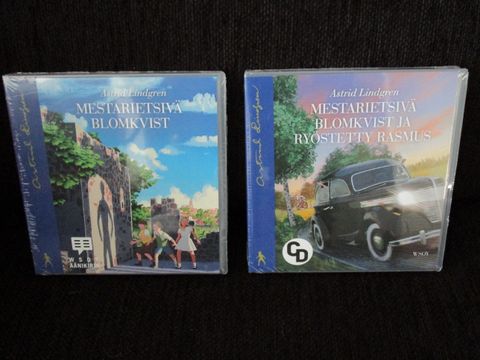 Astrid Lindgren
MESTARIETSIVÄ
BLOMKVIST
Astrid Lindgren
WSOY
ÄÄNIKIRJA
Astrid Lindgren
MESTARIETSIVÄ
BLOMKVIST JA
RYÖSTETTY RASMUS
Astrid Lindgren
CD
WSOY